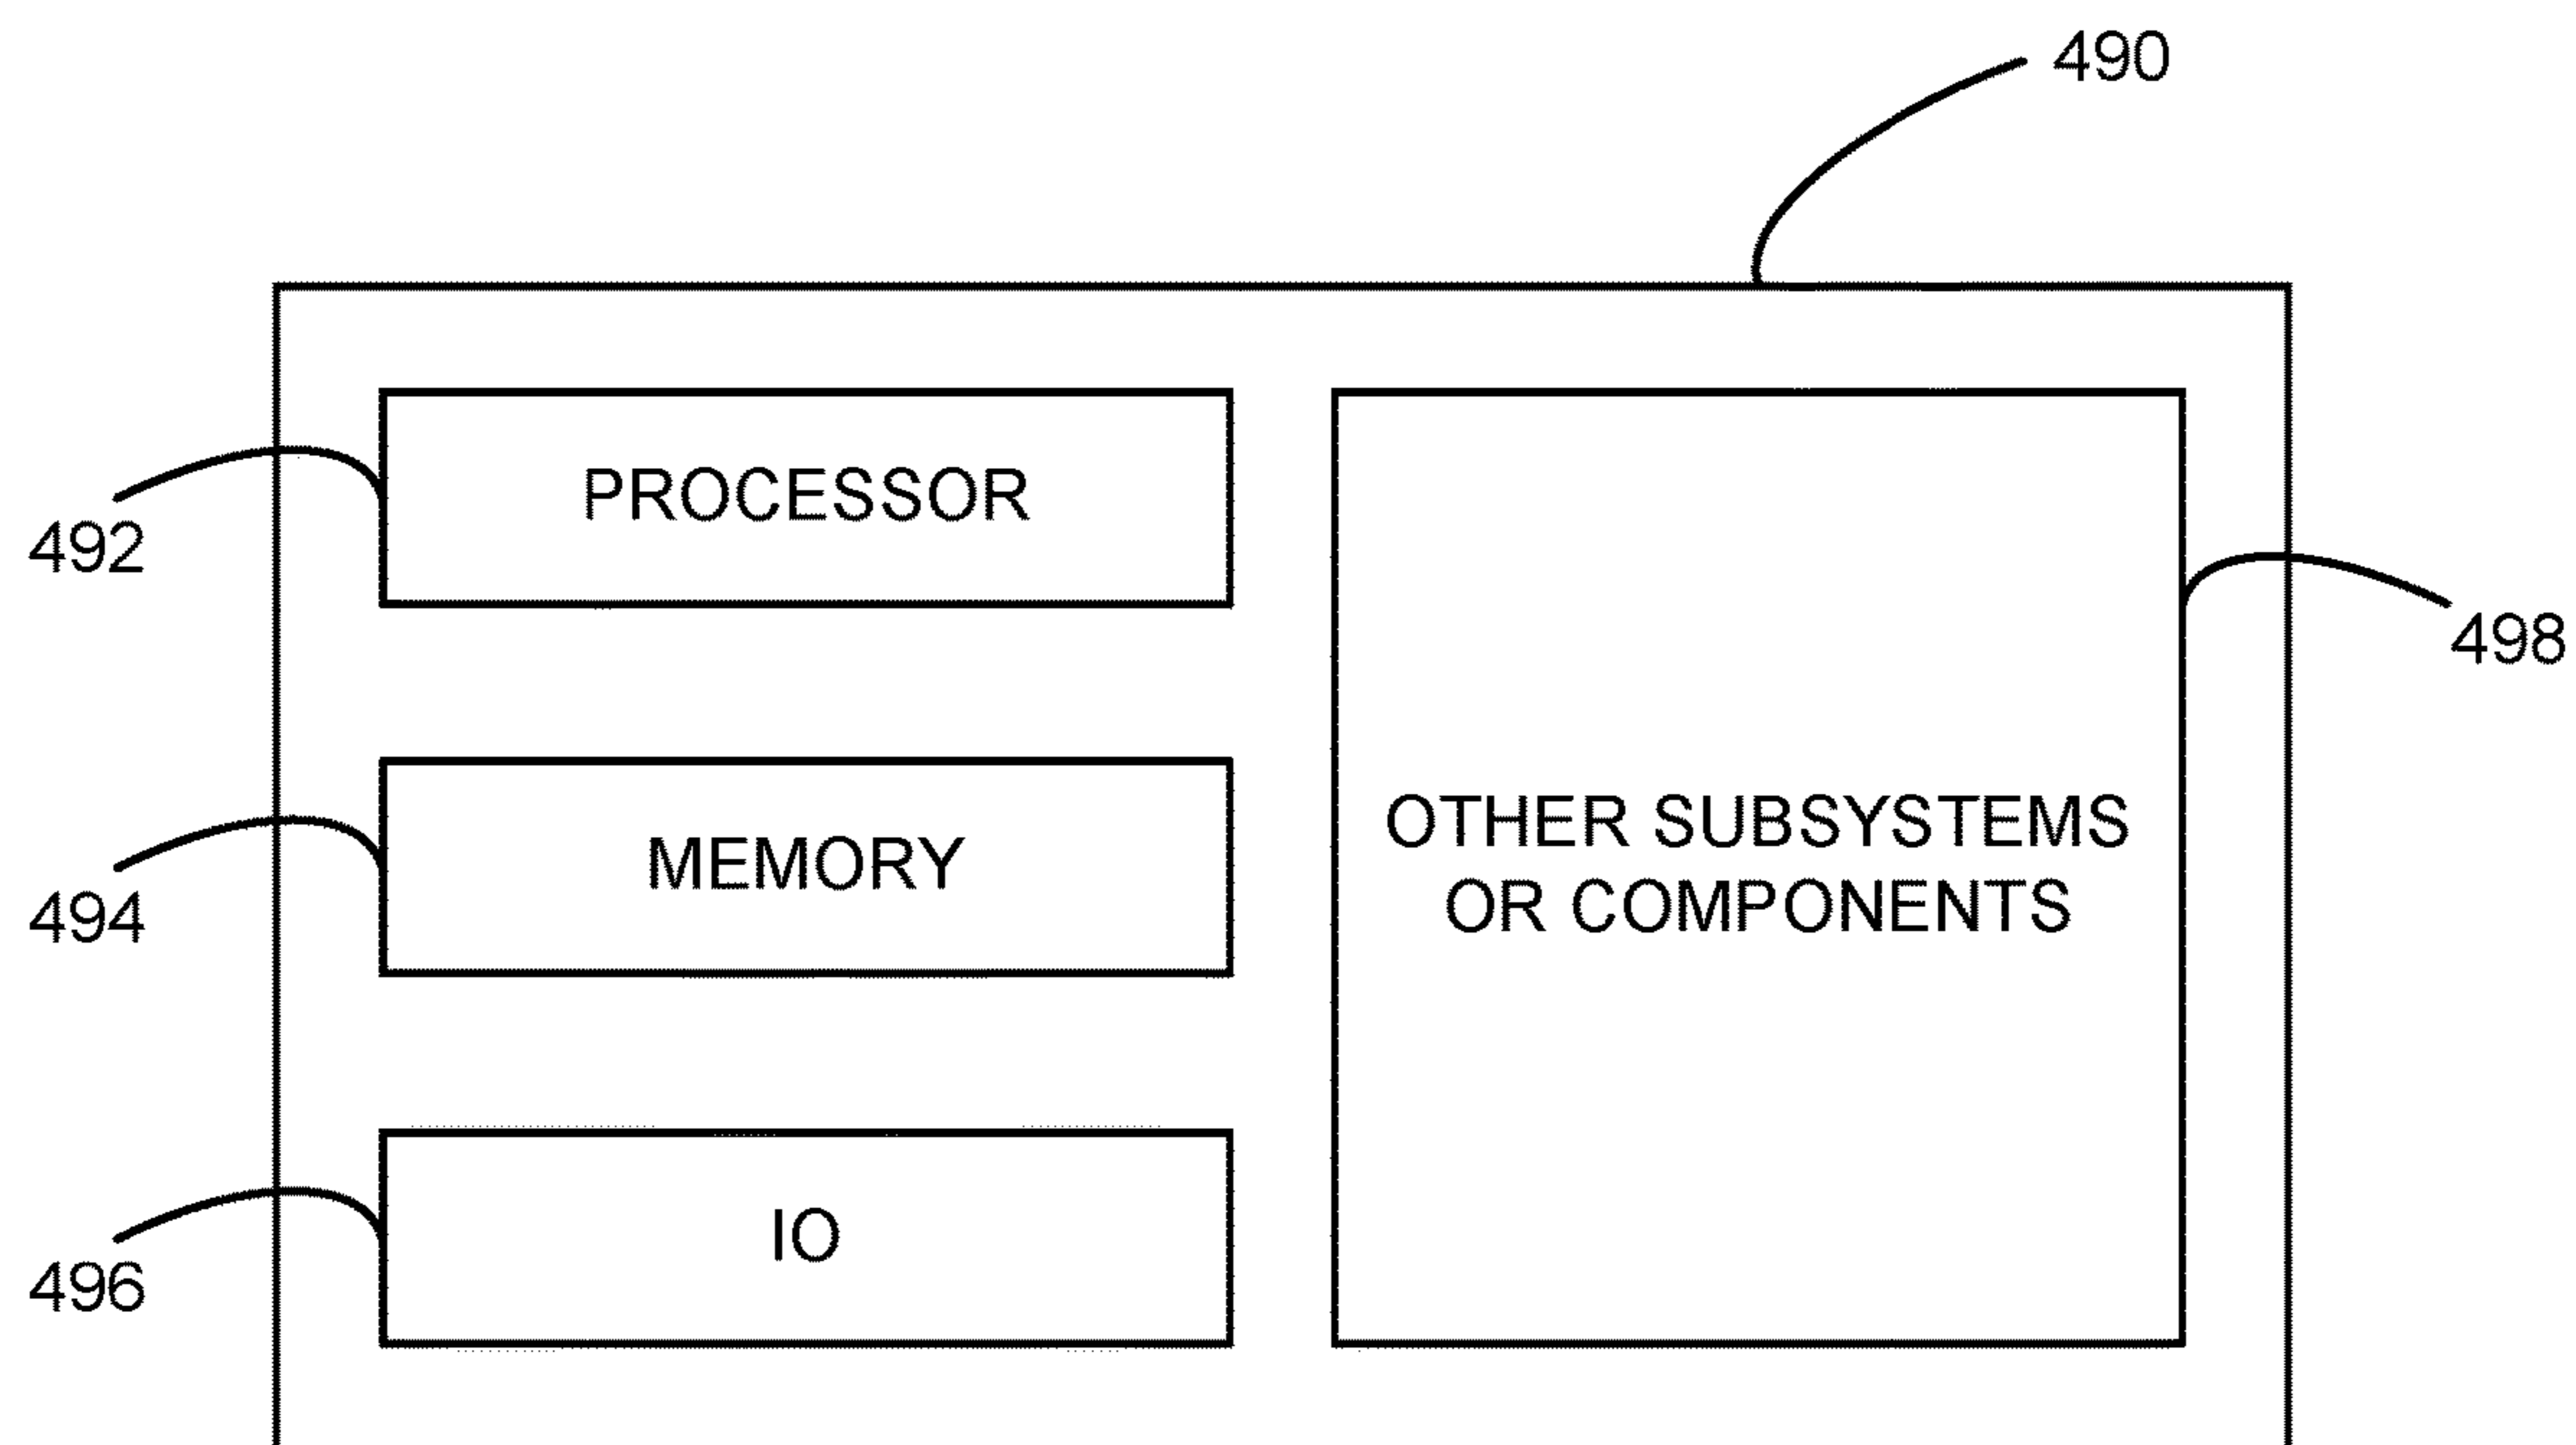 490
PROCESSOR
492
498
OTHER SUBSYSTEMS
OR COMPONENTS
MEMORY
494
IO
496